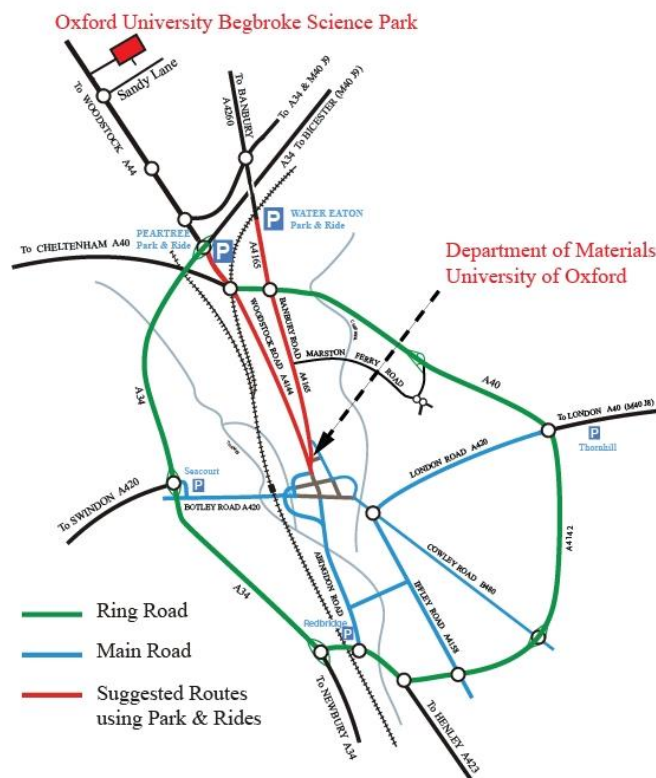 Oxford University Begbroke Science Park
Sandy Lane
To WOODSTOCK A44
To BANBURY
A4260
To A34 & M40 J9
A34 To BICESTER (M40 J9)
PEARTREE
Park & Ride
P
P
WATER EATON
Park & Ride
To CHELTENHAM A40
A4165
Department of Materials
University of Oxford
WOODSTOCK ROAD A4144
BANBURY ROAD
A4165
MARSTON FERRY ROAD
A40
A34
To LONDON A40 (M40 J8)
P
Thornhill
LONDON ROAD A420
Seacourt
P
To SWINDON A420
BOTLEY ROAD A420
A4142
COWLEY ROAD B480
ABINGDON ROAD
IFFLEY ROAD A4158
A34
Redbridge
P
Ring Road
Main Road
Suggested Routes
using Park & Rides
To NEWBURY
A34
To HENLEY
A423